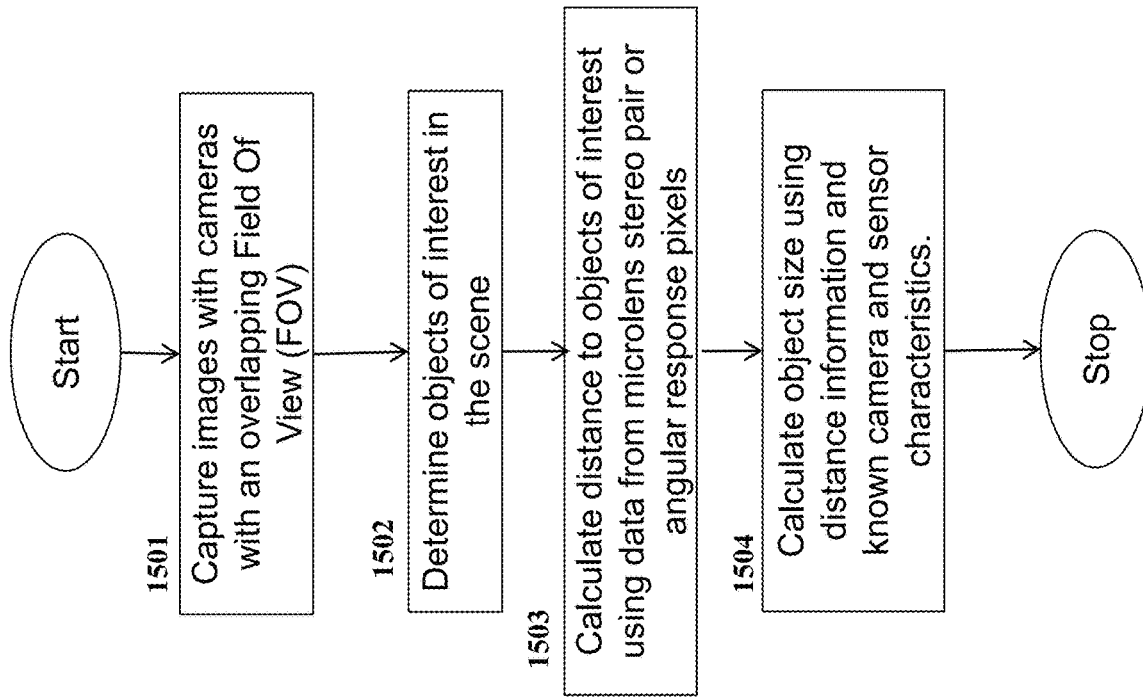 Start
1501
Capture images with cameras
with an overlapping Field Of
View (FOV)
1502
Determine objects of interest in
the scene
1503
Calculate distance to objects of interest
using data from microlens stereo pair or
angular response pixels
1504
Calculate object size using
distance information and
known camera and sensor
characteristics.
Stop